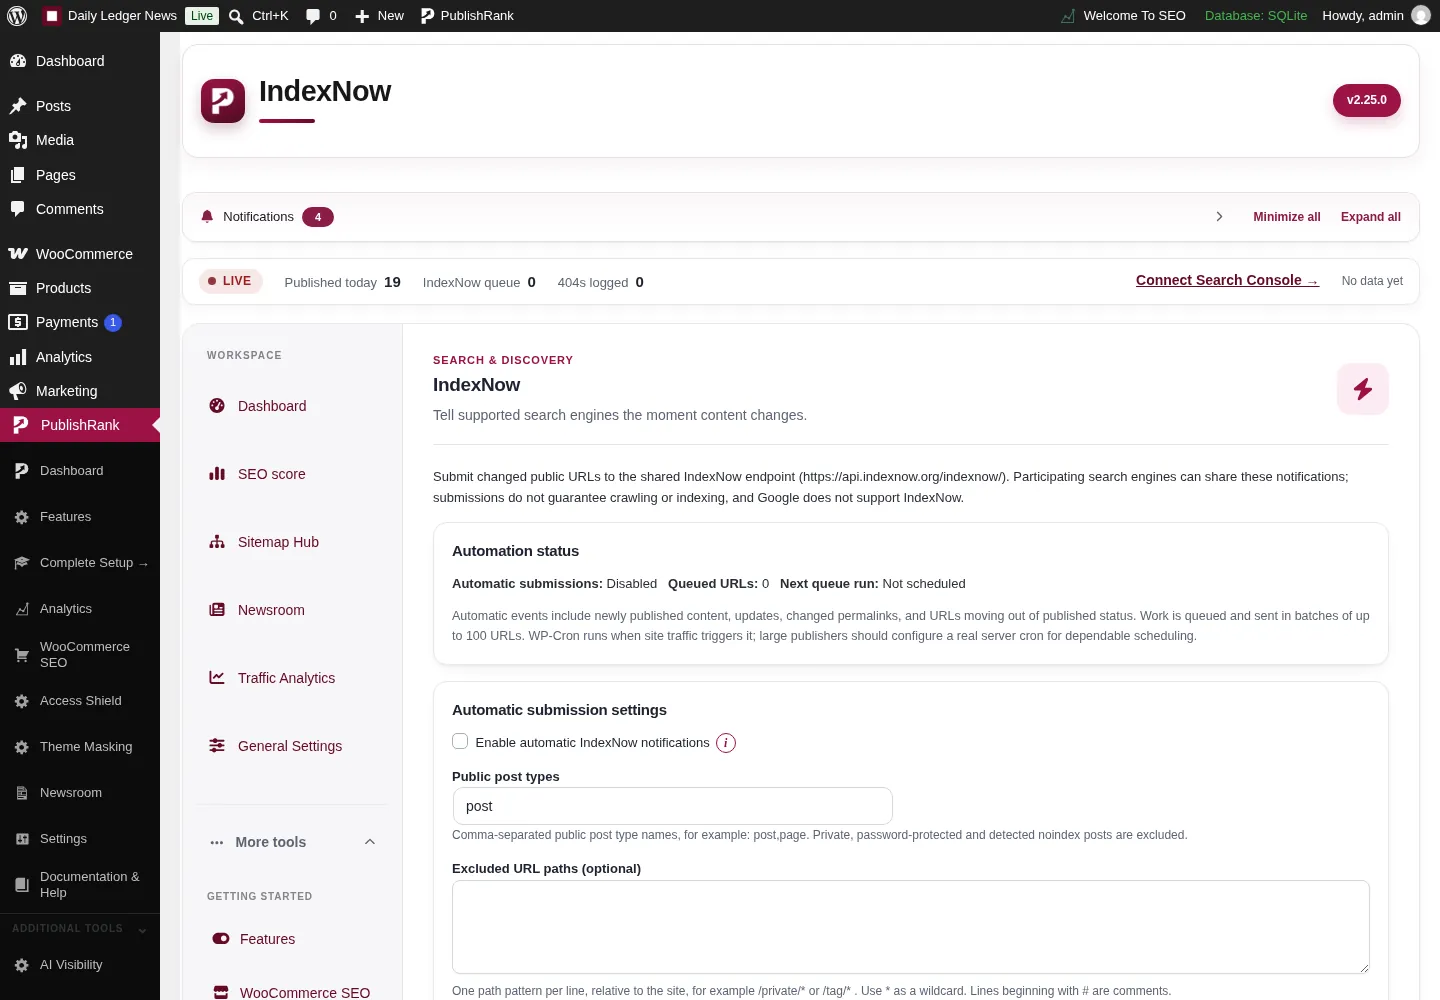 Daily Ledger News Live Ctrl+K 0 New PublishRank Welcome To SEO Database: SQLite Howdy, admin
Dashboard
Posts
Media
Pages
Comments
WooCommerce
Products
Payments 1
Analytics
Marketing
PublishRank
Dashboard
Features
Complete Setup →
Analytics
WooCommerce
SEO
Access Shield
Theme Masking
Newsroom
Settings
Documentation &
Help
ADDITIONAL TOOLS
AI Visibility
IndexNow
v2.25.0
Notifications 4 Minimize all Expand all
LIVE Published today 19 IndexNow queue 0 404s logged 0 Connect Search Console → No data yet
WORKSPACE
Dashboard
SEO score
Sitemap Hub
Newsroom
Traffic Analytics
General Settings
More tools
GETTING STARTED
Features
WooCommerce SEO
SEARCH & DISCOVERY
IndexNow
Tell supported search engines the moment content changes.
Submit changed public URLs to the shared IndexNow endpoint (https://api.indexnow.org/indexnow/). Participating search engines can share these notifications;
submissions do not guarantee crawling or indexing, and Google does not support IndexNow.
Automation status
Automatic submissions: Disabled Queued URLs: 0 Next queue run: Not scheduled
Automatic events include newly published content, updates, changed permalinks, and URLs moving out of published status. Work is queued and sent in batches of up
to 100 URLs. WP-Cron runs when site traffic triggers it; large publishers should configure a real server cron for dependable scheduling.
Automatic submission settings
Enable automatic IndexNow notifications i
Public post types
post
Comma-separated public post type names, for example: post,page. Private, password-protected and detected noindex posts are excluded.
Excluded URL paths (optional)
One path pattern per line, relative to the site, for example /private/* or /tag/* . Use * as a wildcard. Lines beginning with # are comments.